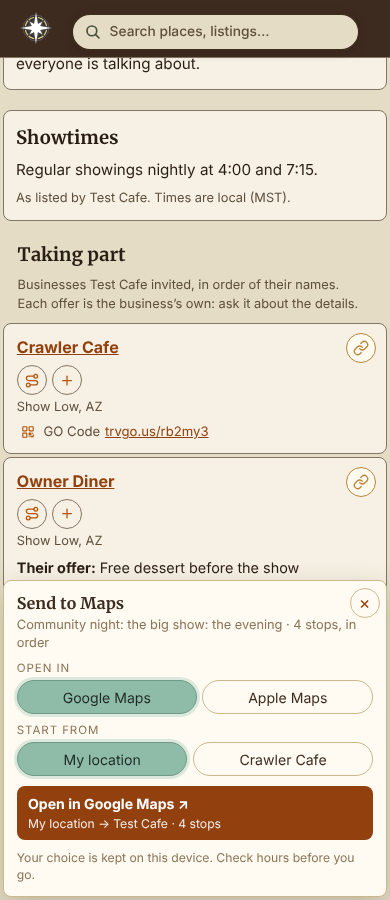 Search places, listings...
everyone is talking about.
Showtimes
Regular showings nightly at 4:00 and 7:15.
As listed by Test Cafe. Times are local (MST).
Taking part
Businesses Test Cafe invited, in order of their names.
Each offer is the business’s own: ask it about the details.
Crawler Cafe
Show Low, AZ
GO Code trvgo.us/rb2my3
Owner Diner
Show Low, AZ
Their offer: Free dessert before the show
Send to Maps
Community night: the big show: the evening · 4 stops, in
order
OPEN IN
Google Maps
Apple Maps
START FROM
My location
Crawler Cafe
Open in Google Maps ↗
My location → Test Cafe · 4 stops
Your choice is kept on this device. Check hours before you
go.